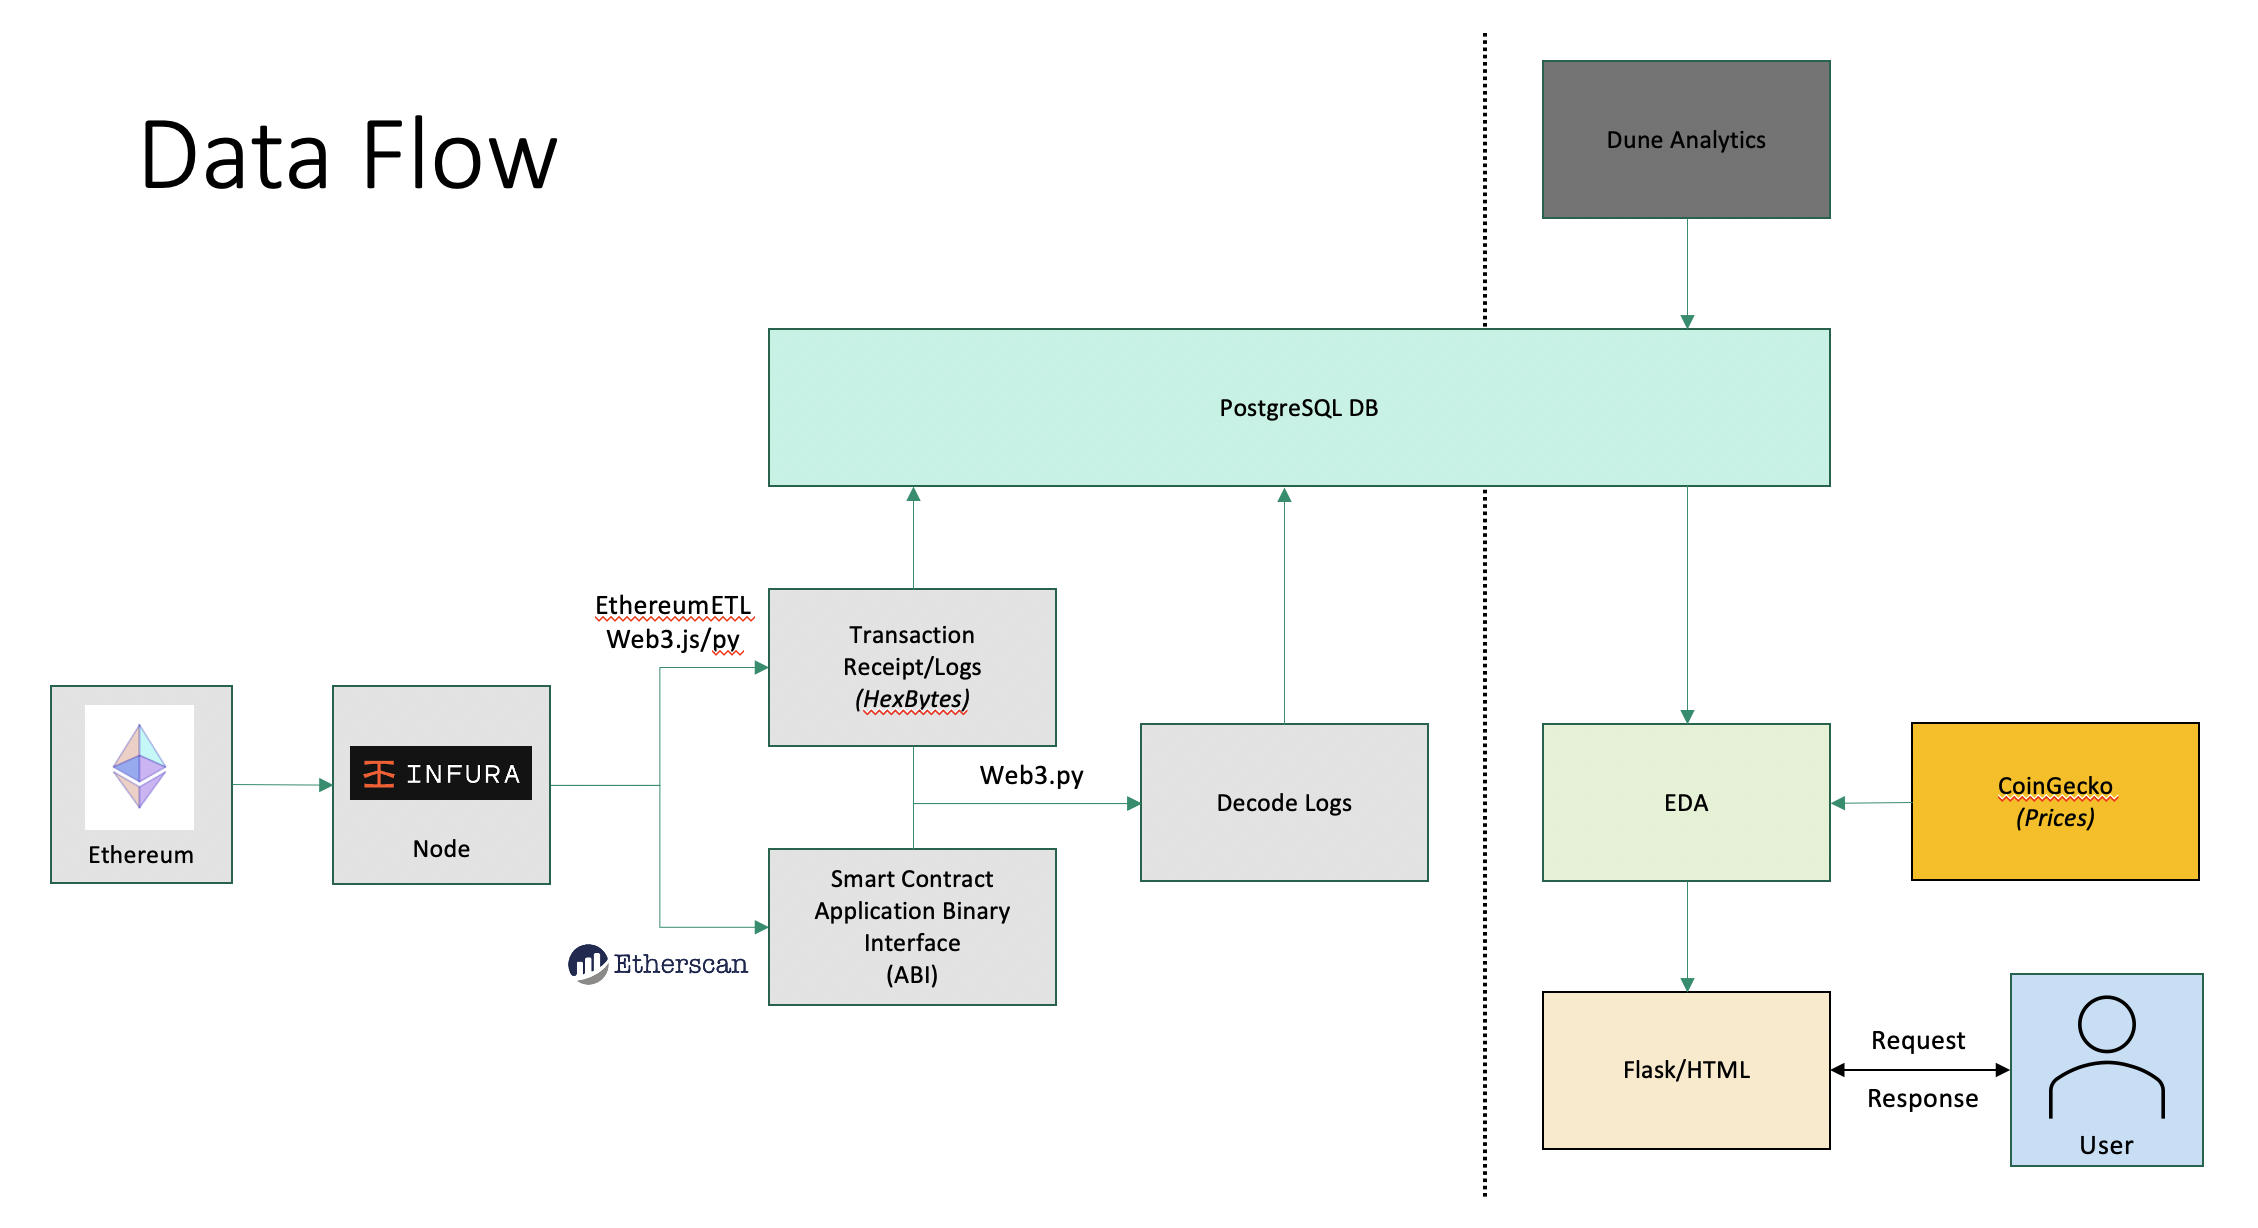 Data Flow
Dune Analytics
PostgreSQL DB
EthereumETL
Web3.js/py
Transaction
Receipt/Logs
(HexBytes)
Ethereum
INFURA
Node
Web3.py
Decode Logs
Etherscan
Smart Contract
Application Binary
Interface
(ABI)
EDA
CoinGecko
(Prices)
Flask/HTML
Request
Response
User